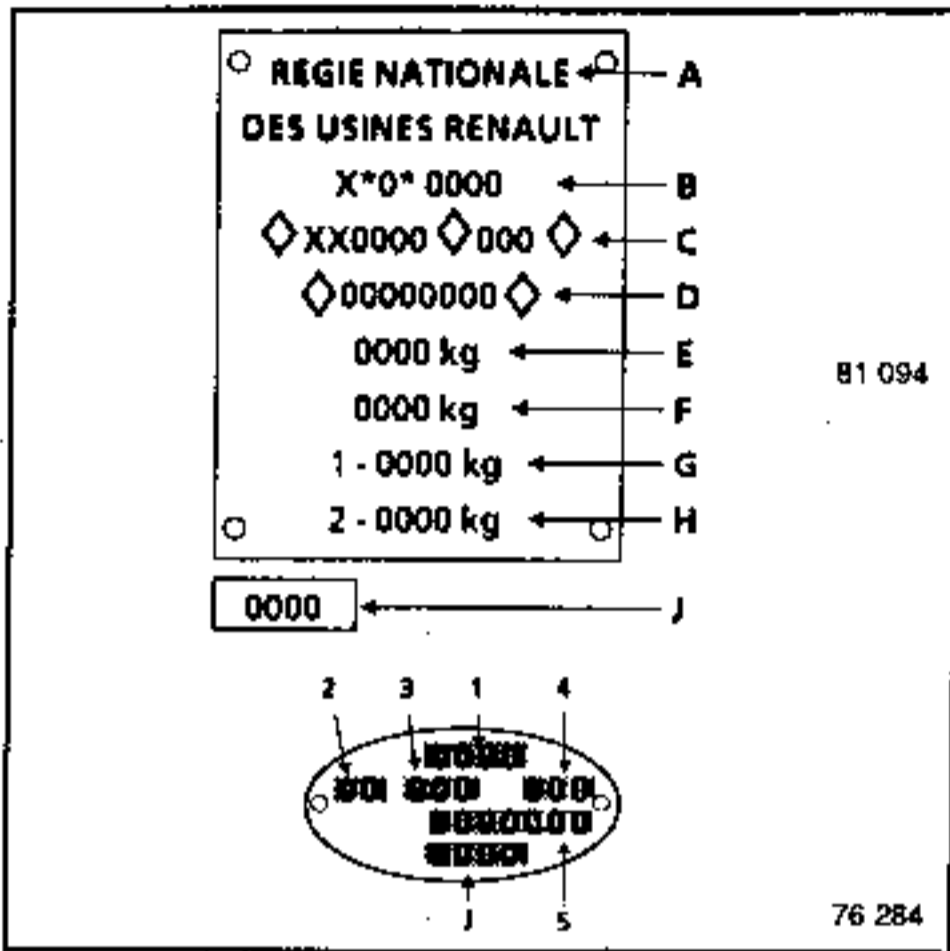 REGIE NATIONALE A
DES USINES RENAULT
X*0* 0000 B
XX0000 000 C
00000000 D
0000 kg E
81 094
0000 kg F
1 - 0000 kg G
2 - 0000 kg H
0000 J
2 3 1 4
J 5
76 284